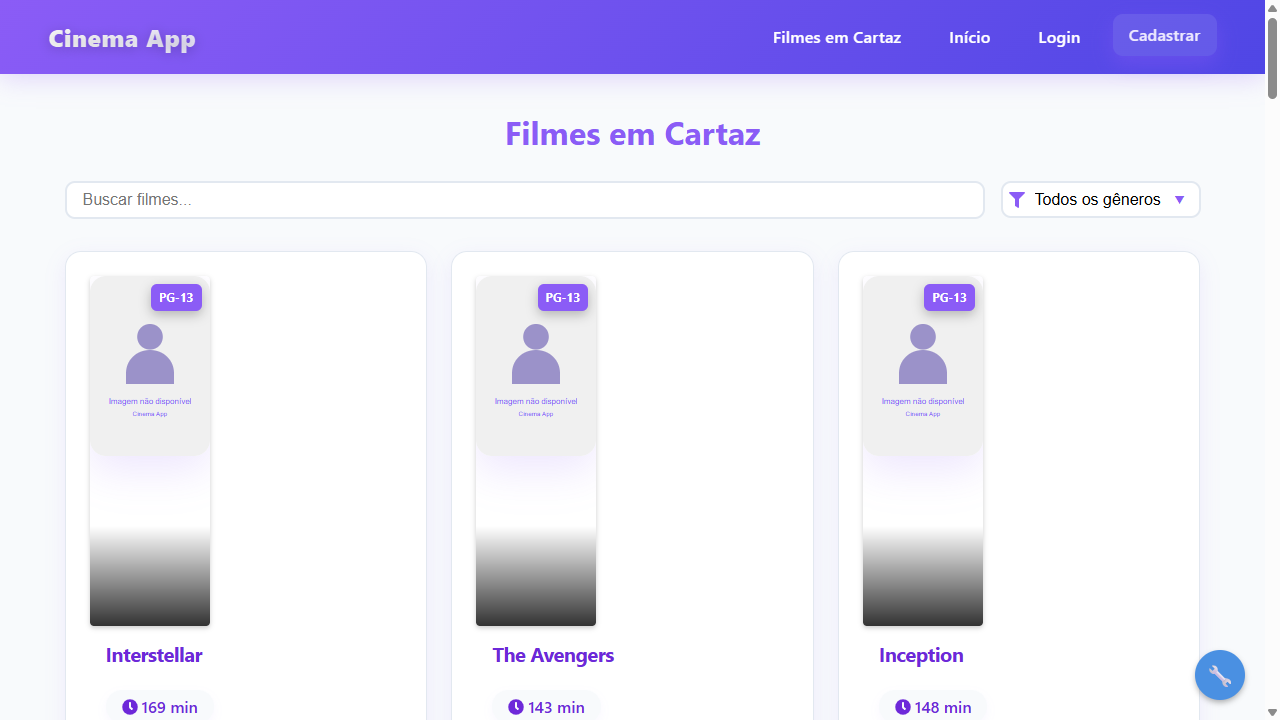 Cinema App
Filmes em Cartaz
Início
Login
Cadastrar
Filmes em Cartaz
Buscar filmes...
Todos os gêneros
PG-13
Imagem não disponível
Cinema App
Interstellar
169 min
PG-13
Imagem não disponível
Cinema App
The Avengers
143 min
PG-13
Imagem não disponível
Cinema App
Inception
148 min